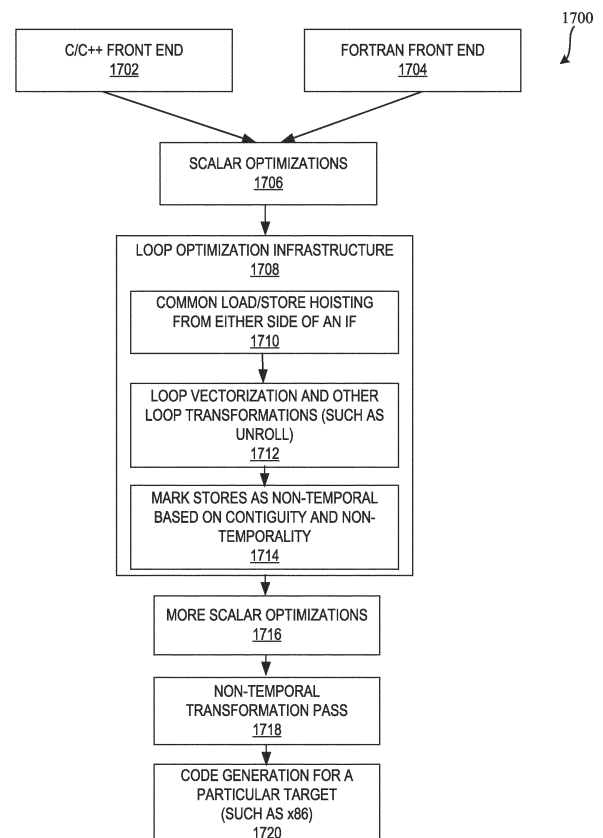 1700
C/C++ FRONT END
1702
FORTRAN FRONT END
1704
SCALAR OPTIMIZATIONS
1706
LOOP OPTIMIZATION INFRASTRUCTURE
1708
COMMON LOAD/STORE HOISTING
FROM EITHER SIDE OF AN IF
1710
LOOP VECTORIZATION AND OTHER
LOOP TRANSFORMATIONS (SUCH AS
UNROLL)
1712
MARK STORES AS NON-TEMPORAL
BASED ON CONTIGUITY AND NON-
TEMPORALITY
1714
MORE SCALAR OPTIMIZATIONS
1716
NON-TEMPORAL
TRANSFORMATION PASS
1718
CODE GENERATION FOR A
PARTICULAR TARGET
(SUCH AS x86)
1720